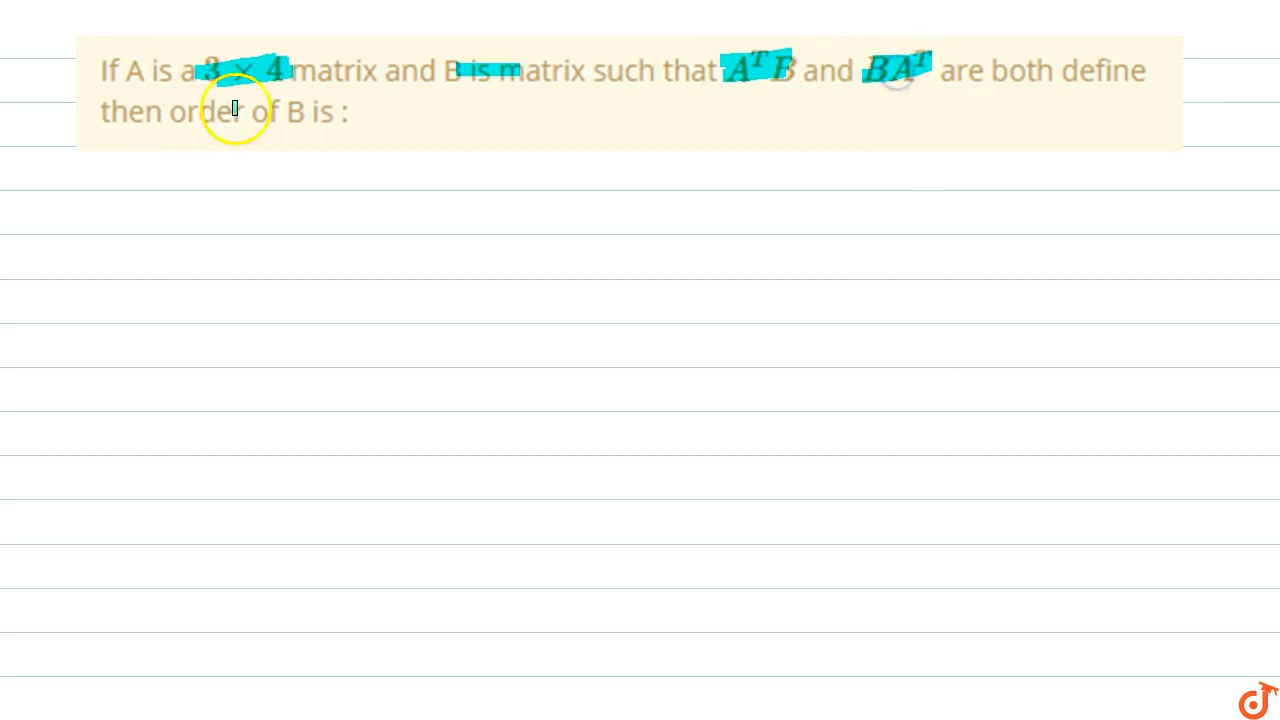 If A is a 3 × 4 matrix and B is matrix such that A^T B and BA^T are both define
then order of B is :